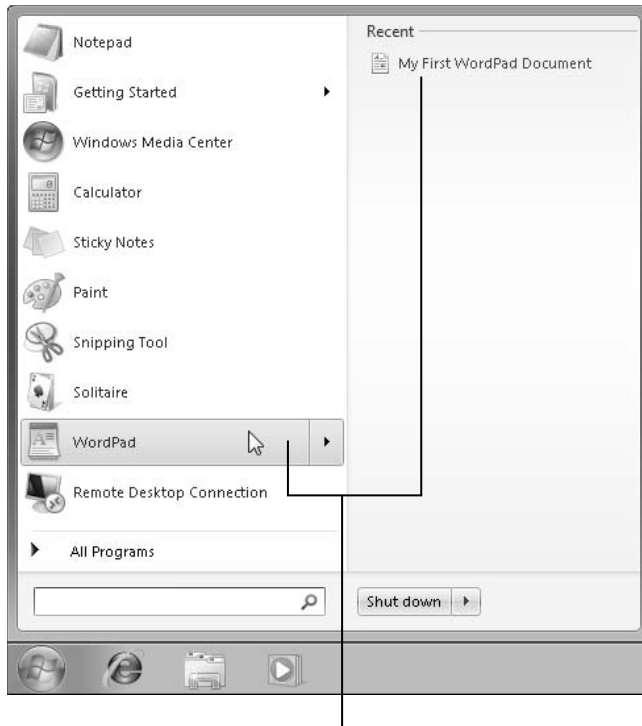 Notepad
Getting Started
Windows Media Center
Calculator
Sticky Notes
Paint
Snipping Tool
Solitaire
WordPad
Remote Desktop Connection
All Programs
Recent
My First WordPad Document
Shut down